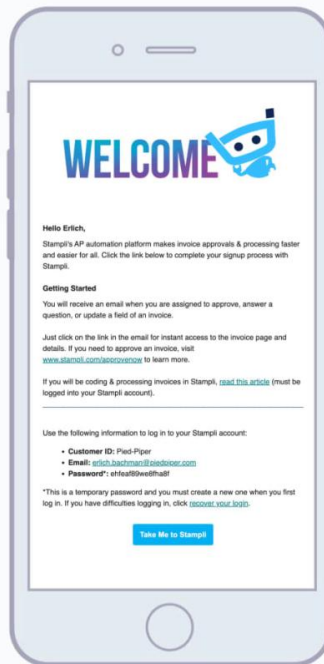 WELCOME
Hello Erlich,
Stampli's AP automation platform makes invoice approvals & processing faster
and easier for all. Click the link below to complete your signup process with
Stampli.
Getting Started
You will receive an email when you are assigned to approve, answer a
question, or update a field of an invoice.
Just click on the link in the email for instant access to the invoice page and
details. If you need to approve an invoice, visit
www.stampli.com/approvenow to learn more.
If you will be coding & processing invoices in Stampli, read this article (must be
logged into your Stampli account).
Use the following information to log in to your Stampli account:
• Customer ID: Pied-Piper
• Email: erlich.bachman@piedpiper.com
• Password*: ehfeaf89we8fha8f
*This is a temporary password and you must create a new one when you first
log in. If you have difficulties logging in, click recover your login.
Take Me to Stampli